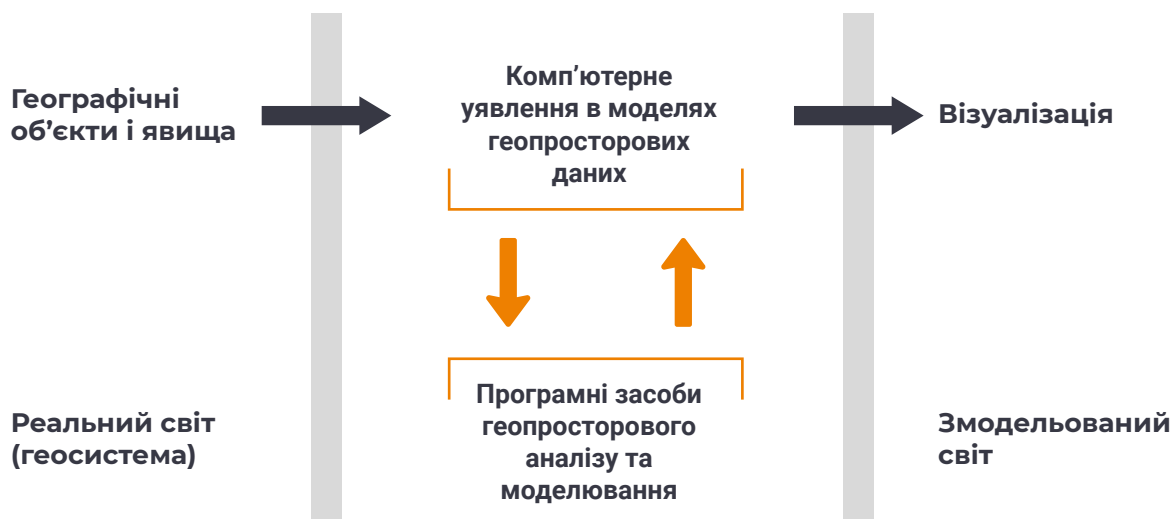 Географічні
об’єкти і явища
Комп’ютерне
уявлення в моделях
геопросторових
даних
Візуалізація
Реальний світ
(геосистема)
Програмні засоби
геопросторового
аналізу та
моделювання
Змодельований
світ